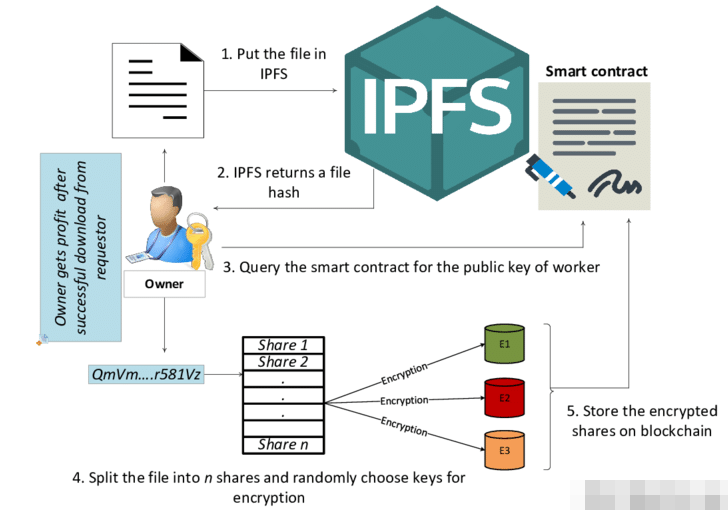 1. Put the file in
IPFS
IPFS
Smart contract
2. IPFS returns a file
hash
Owner gets profit after
successful download from
requestor
Owner
3. Query the smart contract for the public key of worker
QmVm....r581Vz
Share 1
Share 2
.
.
.
Share n
Encryption
Encryption
Encryption
E1
E2
E3
5. Store the encrypted
shares on blockchain
4. Split the file into n shares and randomly choose keys for
encryption